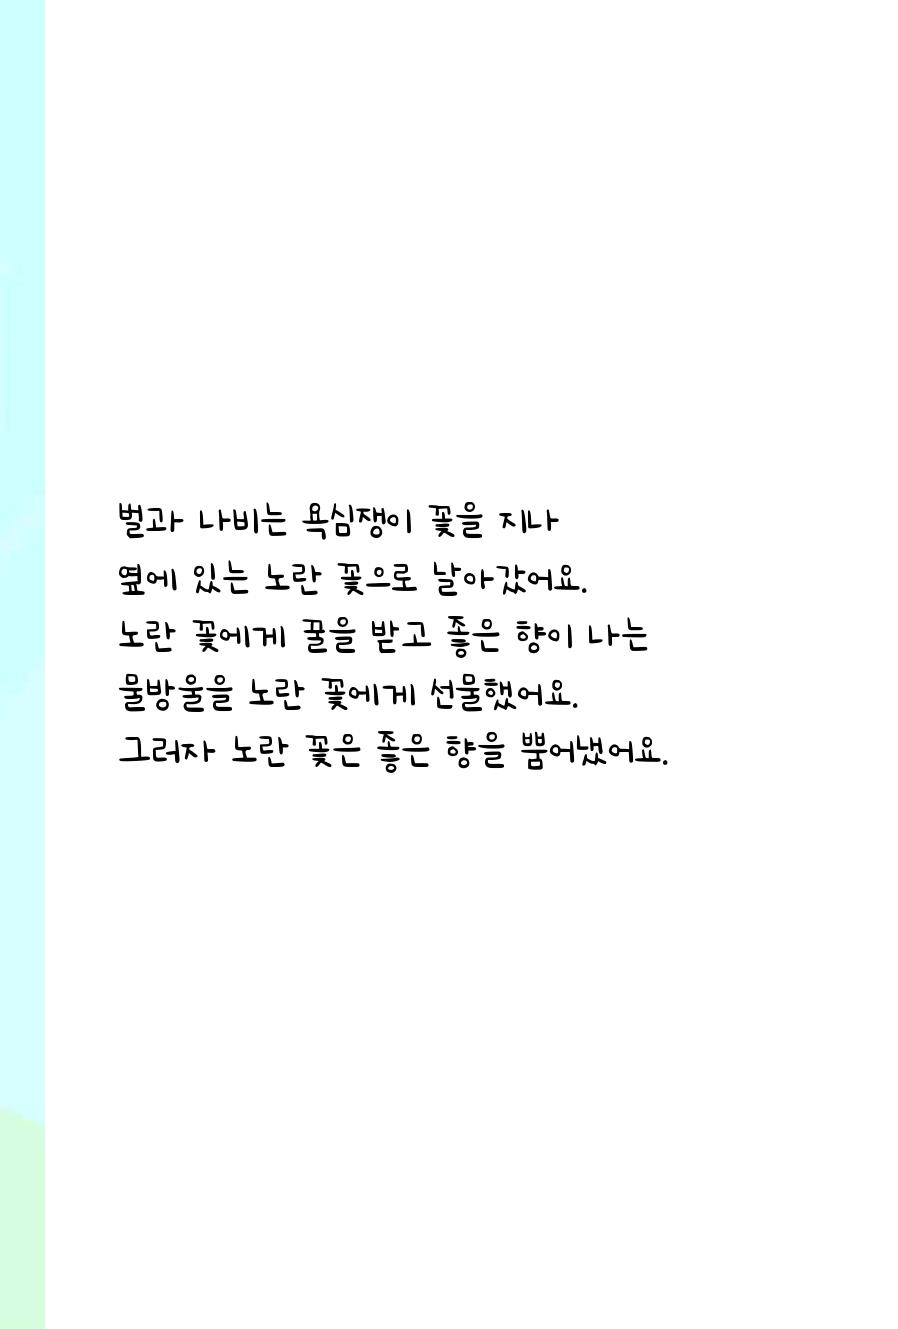 벌과 나비는 욕심쟁이 꽃을 지나
옆에 있는 노란 꽃으로 날아갔어요.
노란 꽃에게 꿀을 받고 좋은 향이 나는
물방울을 노란 꽃에게 선물했어요.
그러자 노란 꽃은 좋은 향을 뿜어냈어요.